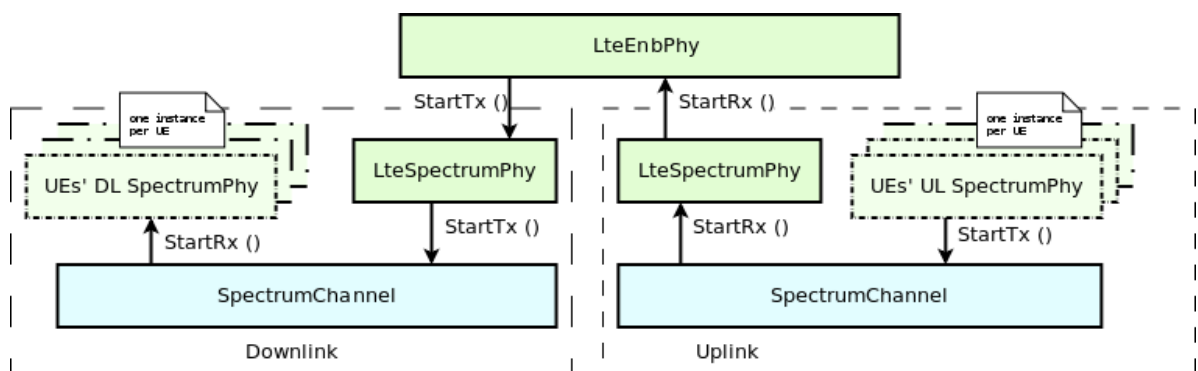 LteEnbPhy
StartTx ()
StartRx ()
one instance
per UE
one instance
per UE
UEs' DL SpectrumPhy
LteSpectrumPhy
LteSpectrumPhy
UEs' UL SpectrumPhy
StartRx ()
StartTx ()
StartRx ()
StartTx ()
SpectrumChannel
SpectrumChannel
Downlink
Uplink